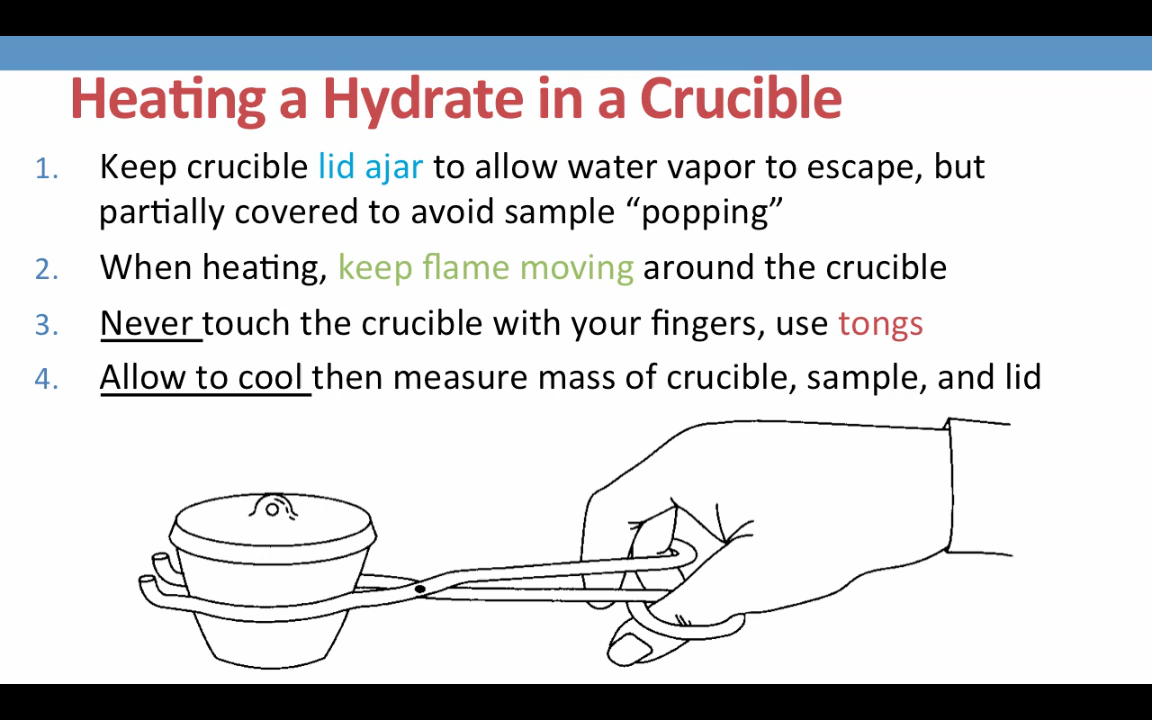 Heating a Hydrate in a Crucible
1. Keep crucible lid ajar to allow water vapor to escape, but
partially covered to avoid sample “popping”
2. When heating, keep flame moving around the crucible
3. Never touch the crucible with your fingers, use tongs
4. Allow to cool then measure mass of crucible, sample, and lid